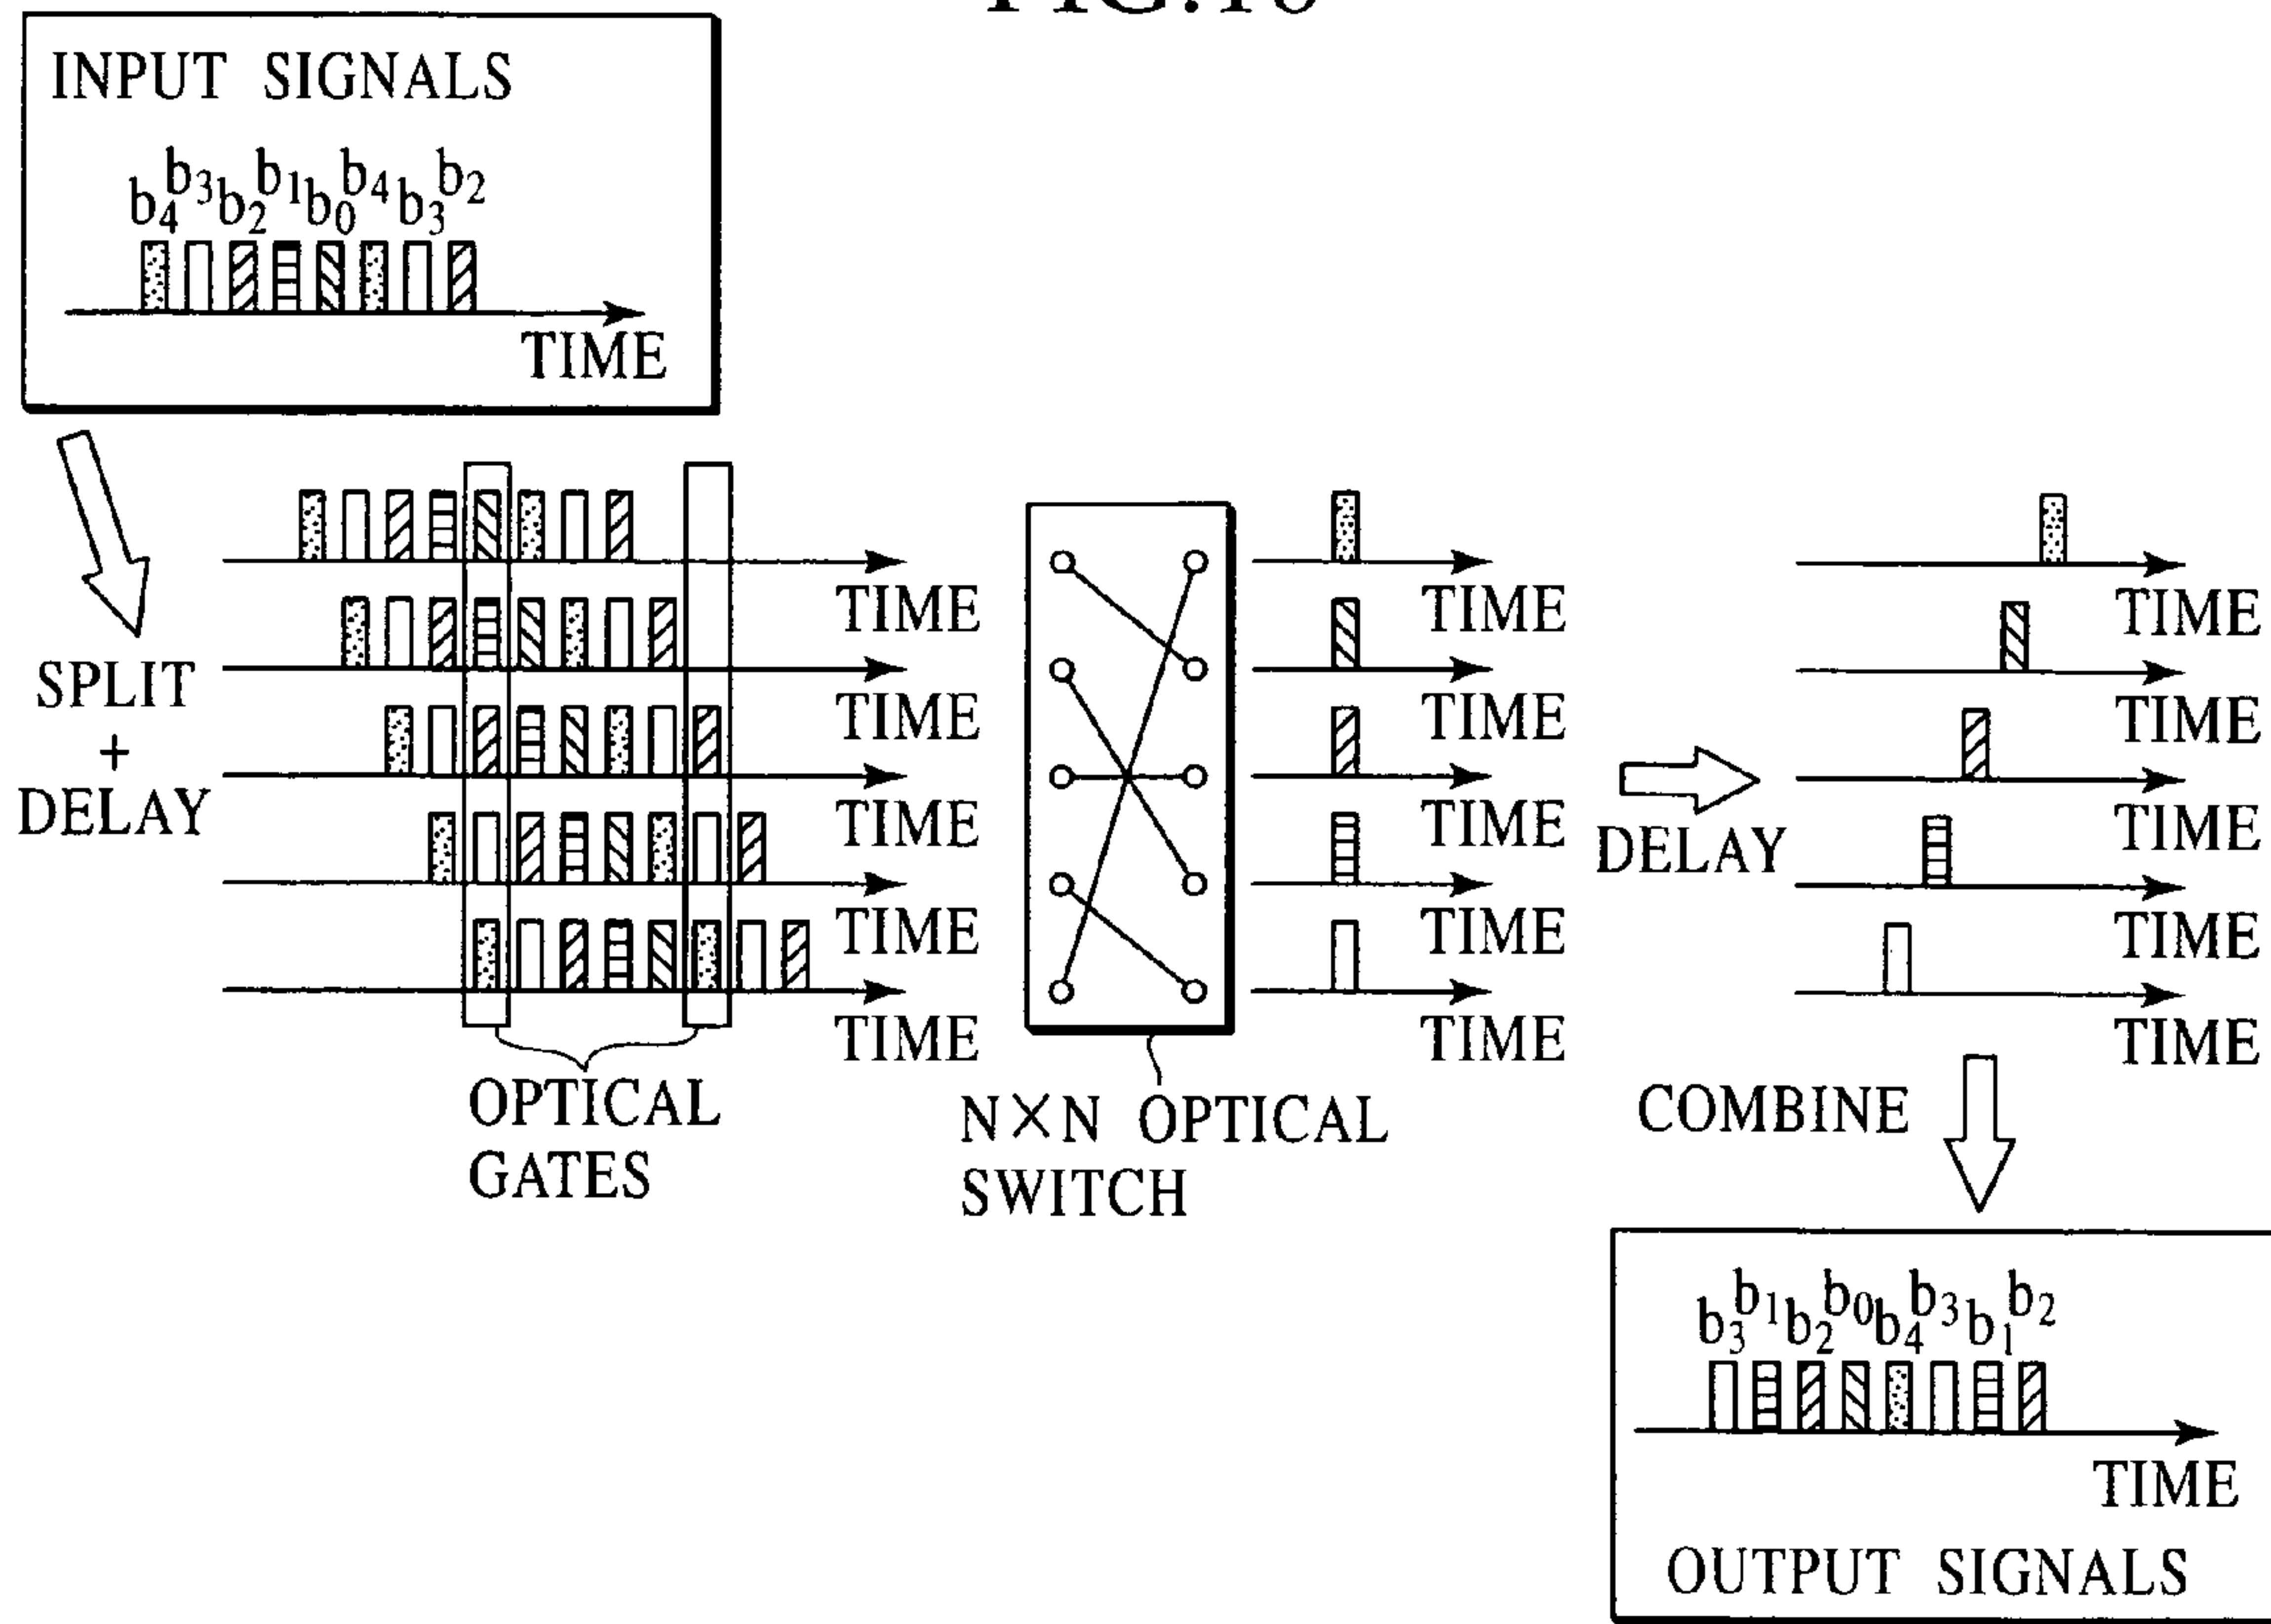 INPUT SIGNALS
b4 b3 b2 b1 b0 b4 b3 b2
TIME
SPLIT
+
DELAY
TIME
TIME
TIME
TIME
TIME
OPTICAL
GATES
N×N OPTICAL
SWITCH
TIME
TIME
TIME
TIME
TIME
DELAY
TIME
TIME
TIME
TIME
TIME
COMBINE
b3 b1 b2 b0 b4 b3 b1 b2
TIME
OUTPUT SIGNALS